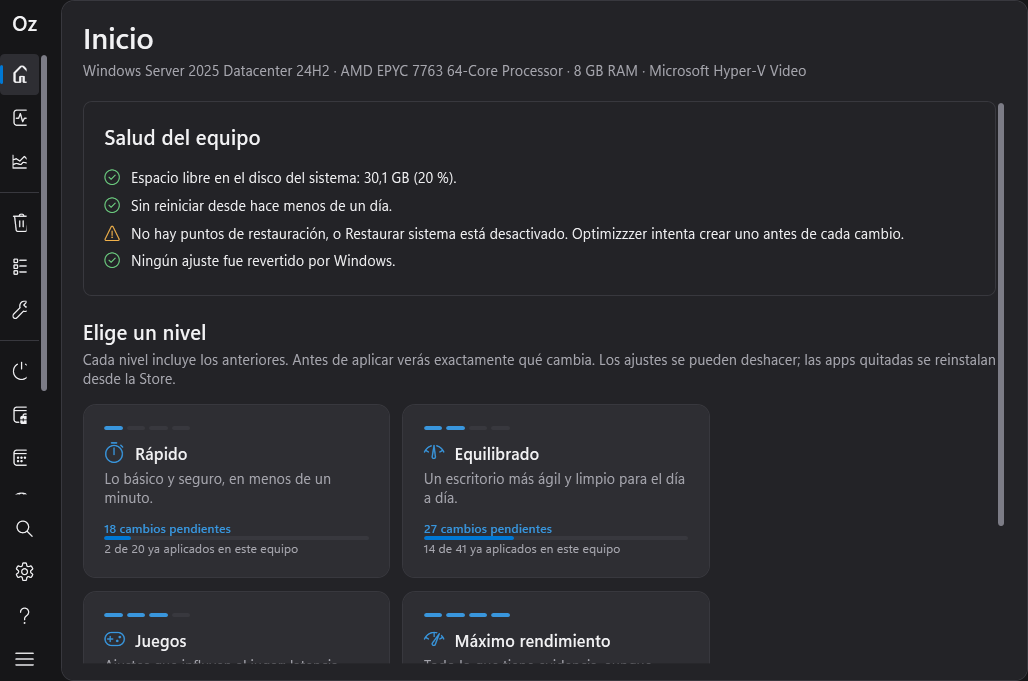 Oz
Inicio
Windows Server 2025 Datacenter 24H2 · AMD EPYC 7763 64-Core Processor · 8 GB RAM · Microsoft Hyper-V Video
Salud del equipo
Espacio libre en el disco del sistema: 30,1 GB (20 %).
Sin reiniciar desde hace menos de un día.
No hay puntos de restauración, o Restaurar sistema está desactivado. Optimizzzer intenta crear uno antes de cada cambio.
Ningún ajuste fue revertido por Windows.
Elige un nivel
Cada nivel incluye los anteriores. Antes de aplicar verás exactamente qué cambia. Los ajustes se pueden deshacer; las apps quitadas se reinstalan
desde la Store.
Rápido
Lo básico y seguro, en menos de un
minuto.
18 cambios pendientes
2 de 20 ya aplicados en este equipo
Equilibrado
Un escritorio más ágil y limpio para el día
a día.
27 cambios pendientes
14 de 41 ya aplicados en este equipo
Juegos
Máximo rendimiento